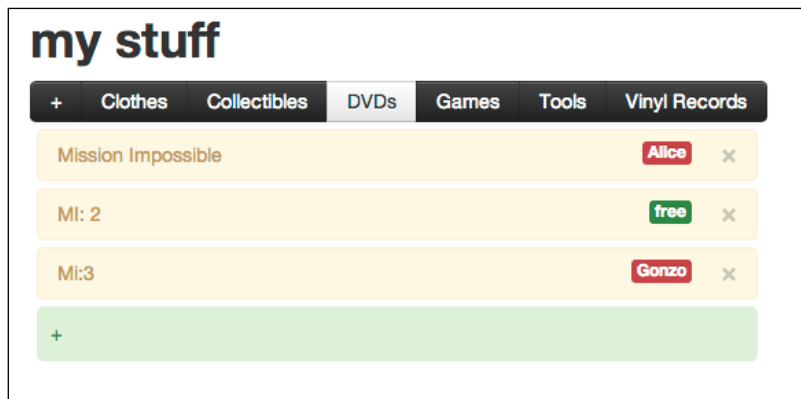 my stuff
+ Clothes Collectibles DVDs Games Tools Vinyl Records
Mission Impossible Alice ×
MI: 2 free ×
Mi:3 Gonzo ×
+